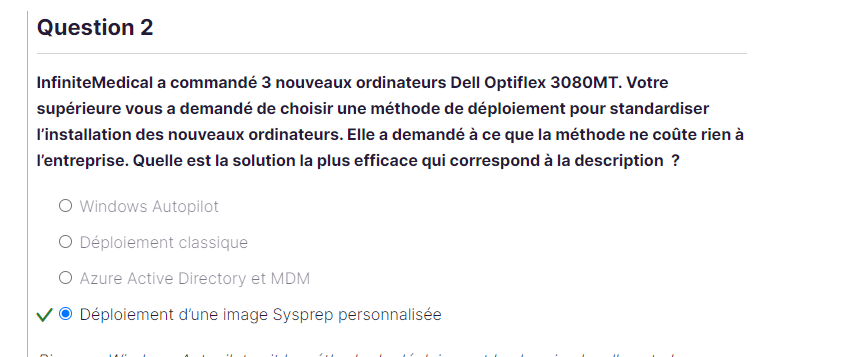 Question 2
InfiniteMedical a commandé 3 nouveaux ordinateurs Dell Optiflex 3080MT. Votre
supérieure vous a demandé de choisir une méthode de déploiement pour standardiser
l’installation des nouveaux ordinateurs. Elle a demandé à ce que la méthode ne coûte rien à
l’entreprise. Quelle est la solution la plus efficace qui correspond à la description ?
Windows Autopilot
Déploiement classique
Azure Active Directory et MDM
Déploiement d’une image Sysprep personnalisée